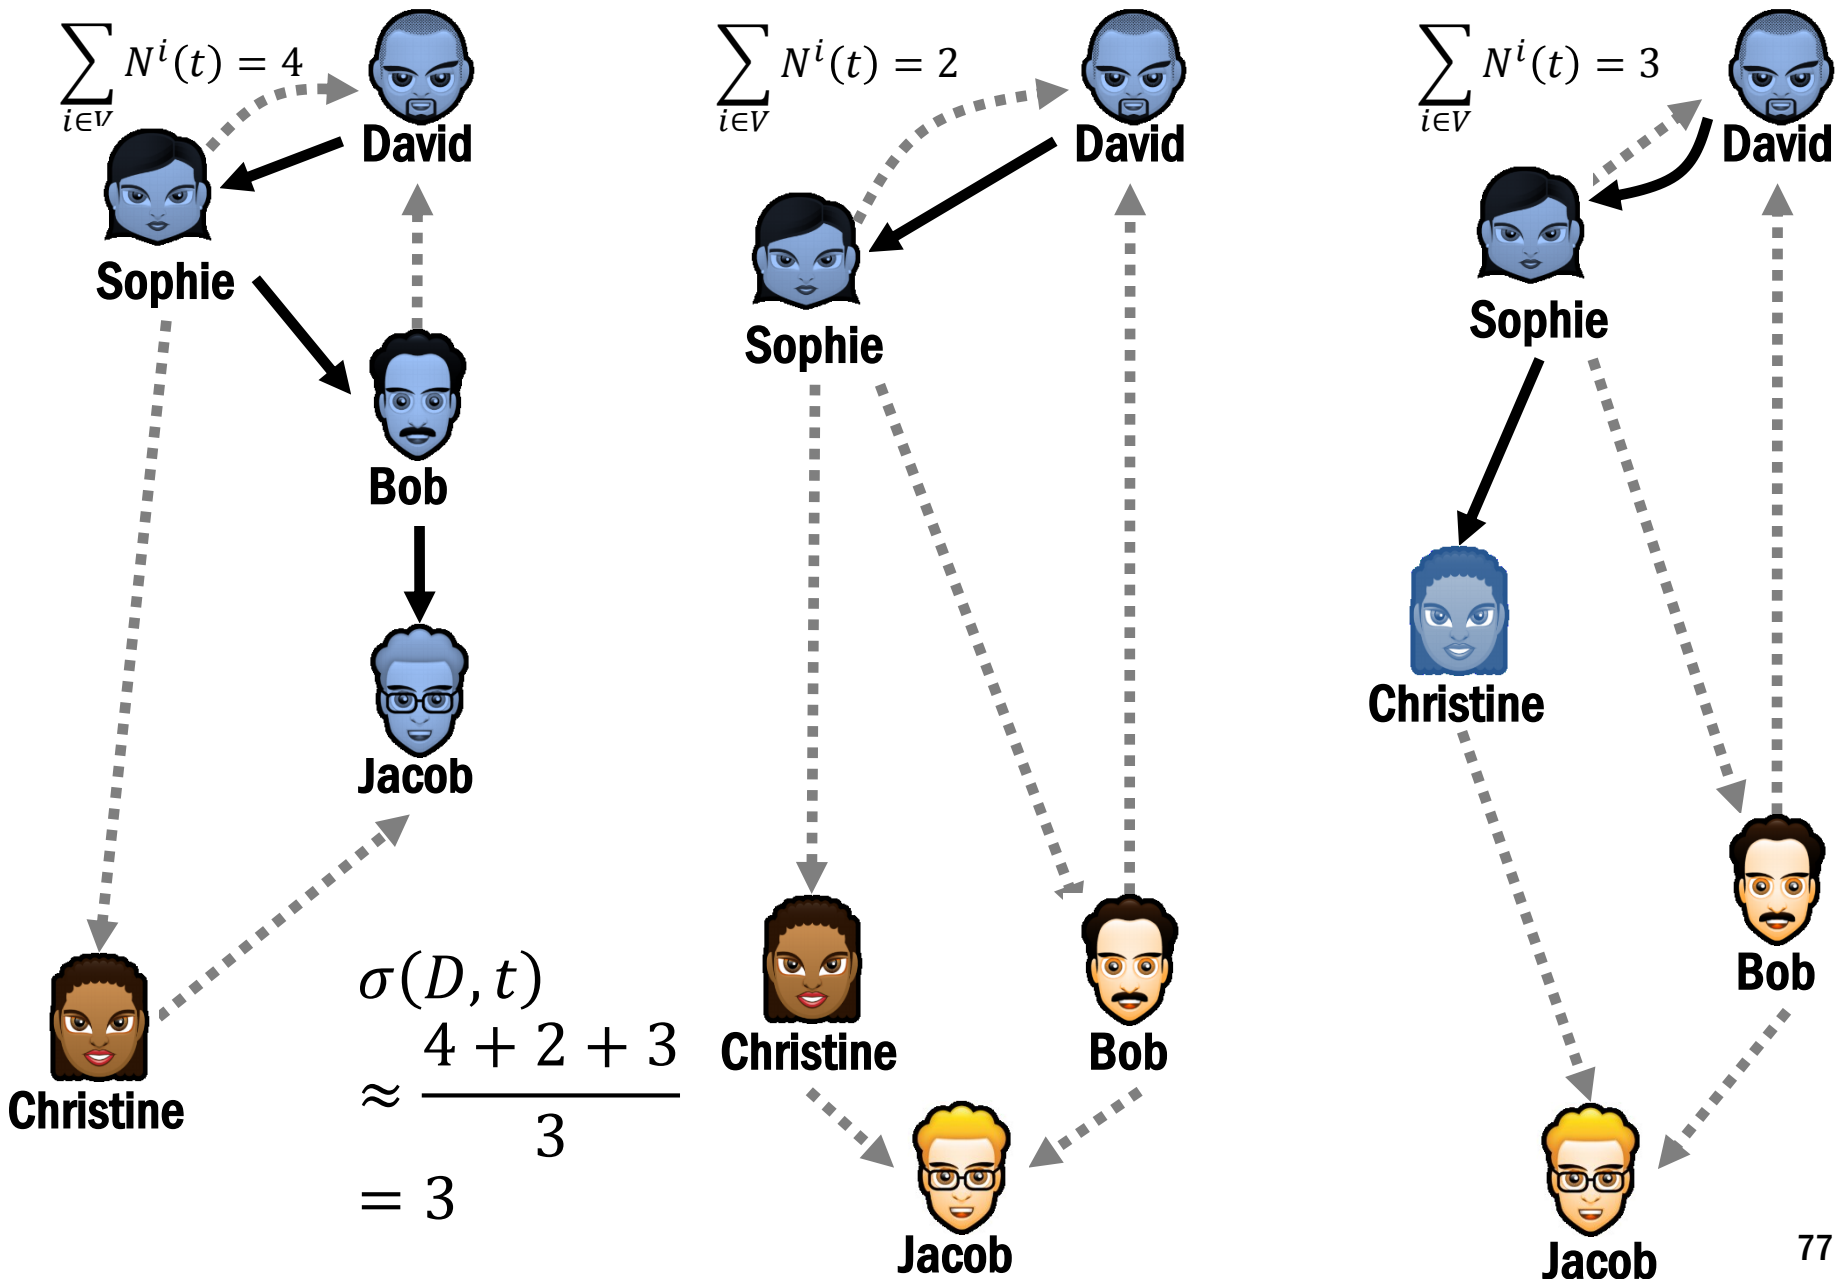 ∑_{i∈V} N^i(t) = 4
David
Sophie
Bob
Jacob
Christine
σ(D, t)
≈ (4 + 2 + 3)/3
= 3
∑_{i∈V} N^i(t) = 2
David
Sophie
Christine
Bob
Jacob
∑_{i∈V} N^i(t) = 3
David
Sophie
Christine
Bob
Jacob
77